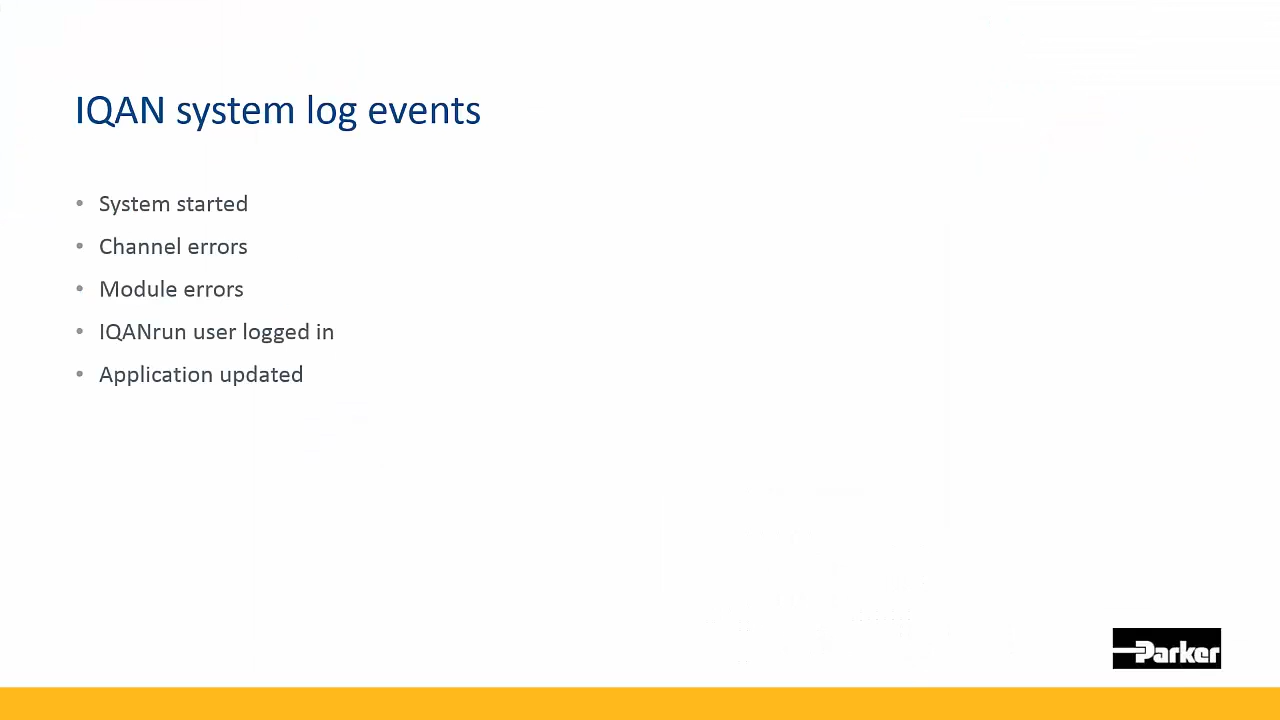 IQAN system log events
• System started
• Channel errors
• Module errors
• IQANrun user logged in
• Application updated
Parker